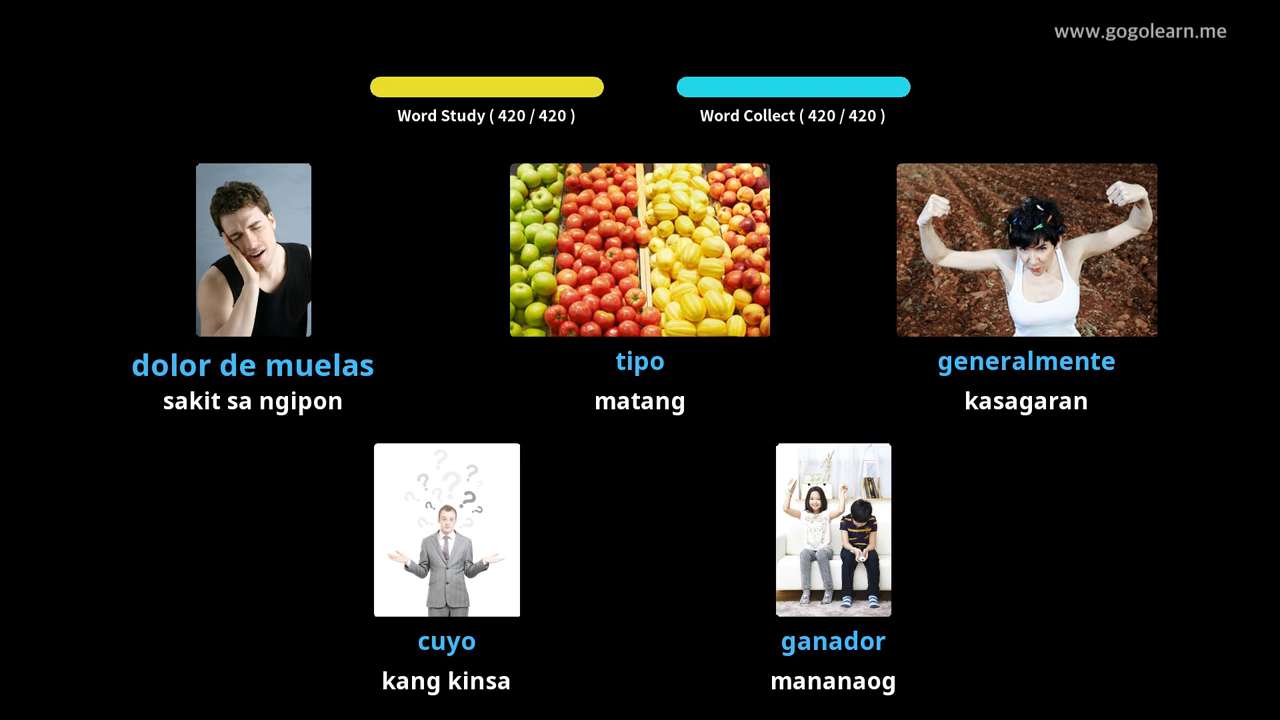 www.gogolearn.me
Word Study ( 420 / 420 )
Word Collect ( 420 / 420 )
dolor de muelas
sakit sa ngipon
tipo
matang
generalmente
kasagaran
cuyo
kang kinsa
ganador
mananaog